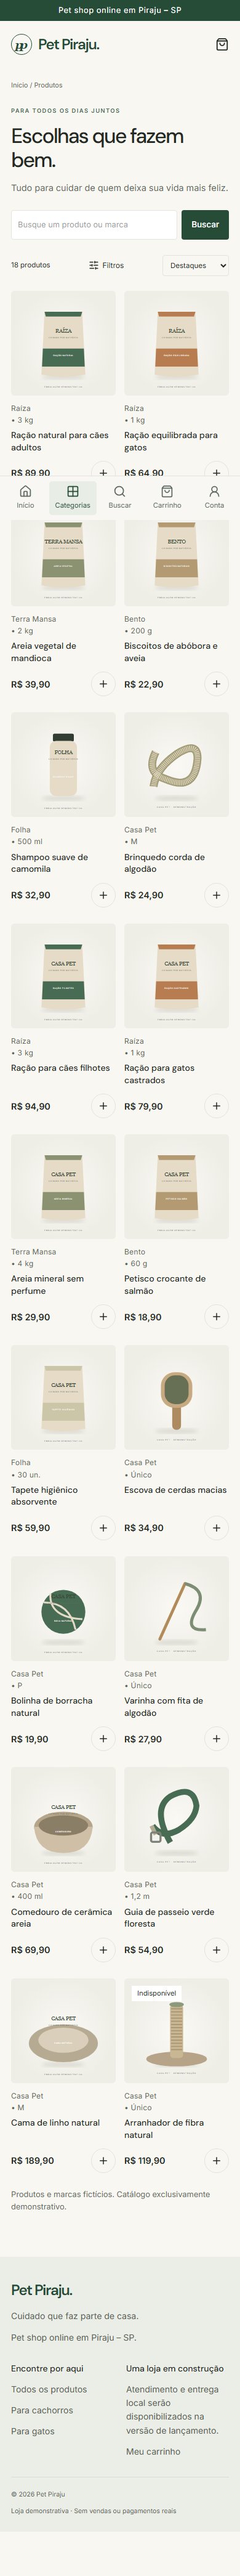 Pet shop online em Piraju – SP
pp Pet Piraju.
Início / Produtos
PARA TODOS OS DIAS JUNTOS
Escolhas que fazem
bem.
Tudo para cuidar de quem deixa sua vida mais feliz.
Busque um produto ou marca
Buscar
18 produtos
Filtros
Destaques
RAÍZA
RAÍZA
Raíza
• 3 kg
Ração natural para cães
adultos
R$ 89,90
Raíza
• 1 kg
Ração equilibrada para
gatos
R$ 64,90
Início
Categorias
Buscar
Carrinho
Conta
TERRA MANSA
BENTO
Terra Mansa
• 2 kg
Areia vegetal de
mandioca
R$ 39,90
Bento
• 200 g
Biscoitos de abóbora e
aveia
R$ 22,90
FOLHA
Folha
• 500 ml
Shampoo suave de
camomila
R$ 32,90
Casa Pet
• M
Brinquedo corda de
algodão
R$ 24,90
CASA PET
CASA PET
Raíza
• 3 kg
Ração para cães filhotes
R$ 94,90
Raíza
• 1 kg
Ração para gatos
castrados
R$ 79,90
CASA PET
CASA PET
Terra Mansa
• 4 kg
Areia mineral sem
perfume
R$ 29,90
Bento
• 60 g
Petisco crocante de
salmão
R$ 18,90
CASA PET
Folha
• 30 un.
Tapete higiênico
absorvente
R$ 59,90
Casa Pet
• Único
Escova de cerdas macias
R$ 34,90
Casa Pet
• P
Bolinha de borracha
natural
R$ 19,90
Casa Pet
• Único
Varinha com fita de
algodão
R$ 27,90
CASA PET
Casa Pet
• 400 ml
Comedouro de cerâmica
areia
R$ 69,90
Casa Pet
• 1,2 m
Guia de passeio verde
floresta
R$ 54,90
CASA PET
Indisponível
Casa Pet
• M
Cama de linho natural
R$ 189,90
Casa Pet
• Único
Arranhador de fibra
natural
R$ 119,90
Produtos e marcas fictícios. Catálogo exclusivamente
demonstrativo.
Pet Piraju.
Cuidado que faz parte de casa.
Pet shop online em Piraju – SP.
Encontre por aqui
Todos os produtos
Para cachorros
Para gatos
Uma loja em construção
Atendimento e entrega
local serão
disponibilizados na
versão de lançamento.
Meu carrinho
© 2026 Pet Piraju
Loja demonstrativa · Sem vendas ou pagamentos reais